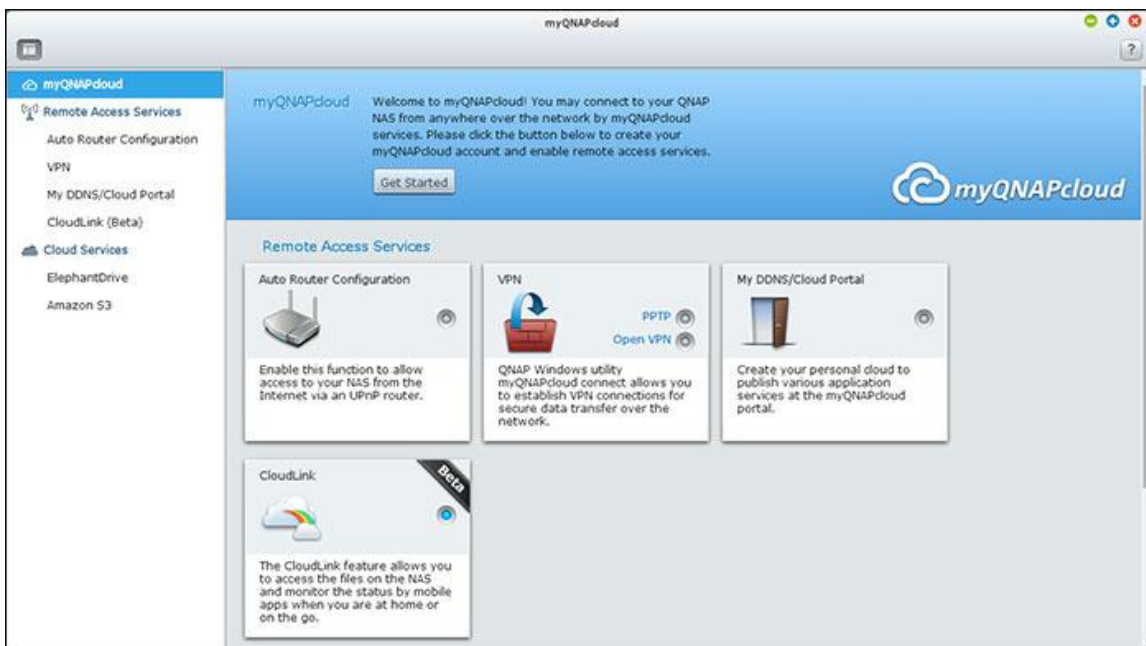 myQNAPcloud
?
myQNAPcloud
Remote Access Services
Auto Router Configuration
VPN
My DDNS/Cloud Portal
CloudLink (Beta)
Cloud Services
ElephantDrive
Amazon S3
myQNAPcloud
Welcome to myQNAPcloud! You may connect to your QNAP
NAS from anywhere over the network by myQNAPcloud
services. Please click the button below to create your
myQNAPcloud account and enable remote access services.
Get Started
myQNAPcloud
Remote Access Services
Auto Router Configuration
Enable this function to allow
access to your NAS from the
Internet via an UPnP router.
VPN
PPTP
Open VPN
QNAP Windows utility
myQNAPcloud connect allows you
to establish VPN connections for
secure data transfer over the
network.
My DDNS/Cloud Portal
Create your personal cloud to
publish various application
services at the myQNAPcloud
portal.
CloudLink
Beta
The CloudLink feature allows you
to access the files on the NAS
and monitor the status by mobile
apps when you are at home or
on the go.